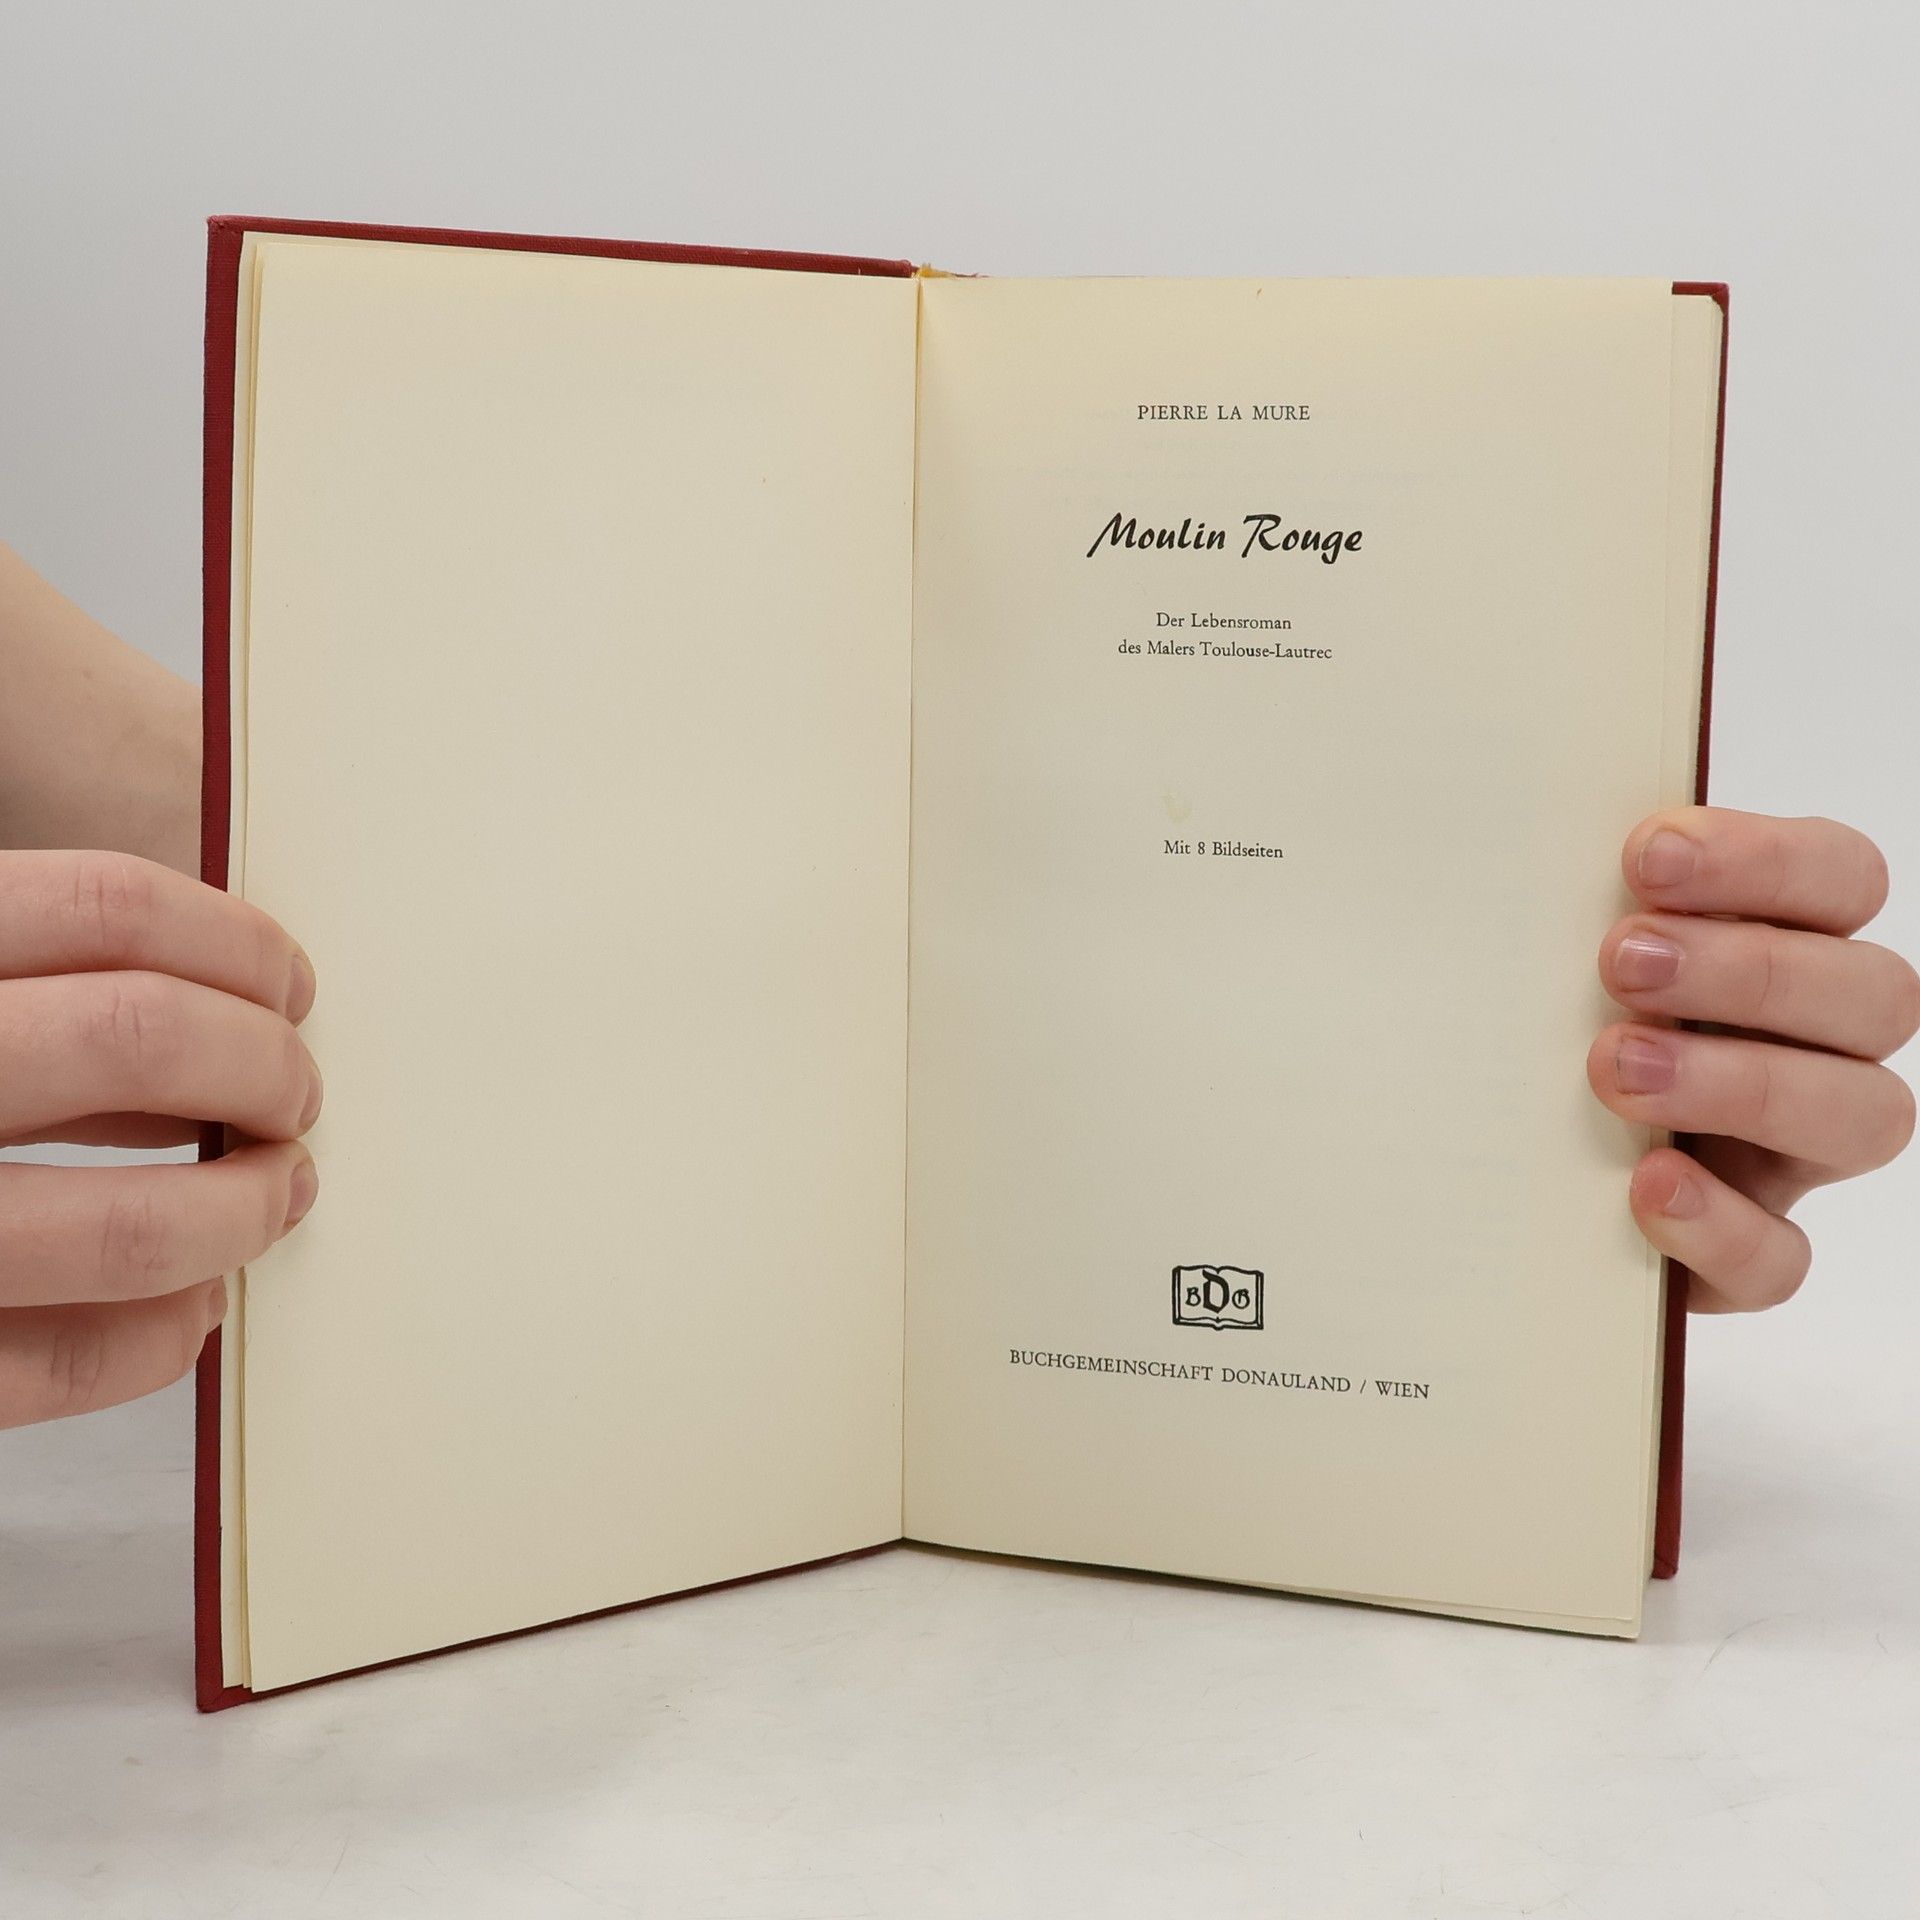 PIERRE LA MURE
Moulin Rouge
Der Lebensroman
des Malers Toulouse-Lautrec
Mit 8 Bildseiten
BDG
BUCHGEMEINSCHAFT DONAULAND / WIEN